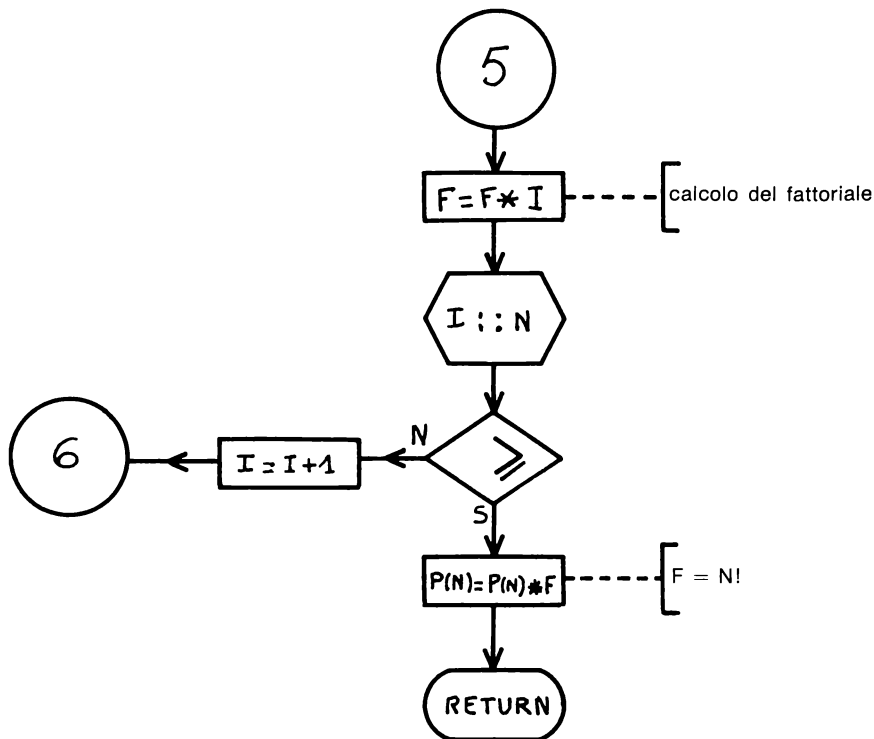 5
F = F * I
calcolo del fattoriale
I :: N
N
≥
6
I = I + 1
S
P(N) = P(N) * F
F = N!
RETURN